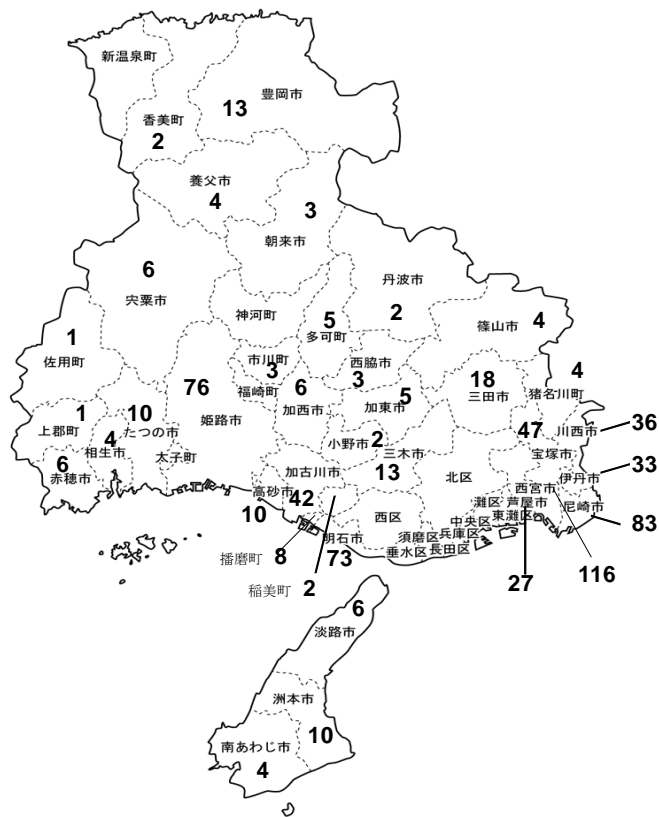 新温泉町
豊岡市
13
香美町
2
養父市
4
3
朝来市
6
宍粟市
丹波市
2
神河町
5
多可町
篠山市
4
1
佐用町
市川町
3
西脇市
3
18
三田市
4
猪名川町
76
姫路市
福崎町
6
加西市
5
加東市
1
上郡町
10
たつの市
4
相生市
47
宝塚市
川西市
36
小野市
2
三木市
13
太子町
6
赤穂市
加古川市
42
北区
伊丹市
33
高砂市
10
西宮市
116
尼崎市
83
灘区
芦屋市
27
東灘区
西区
中央区
兵庫区
須磨区
長田区
垂水区
明石市
73
播磨町
8
稲美町
2
6
淡路市
洲本市
10
南あわじ市
4